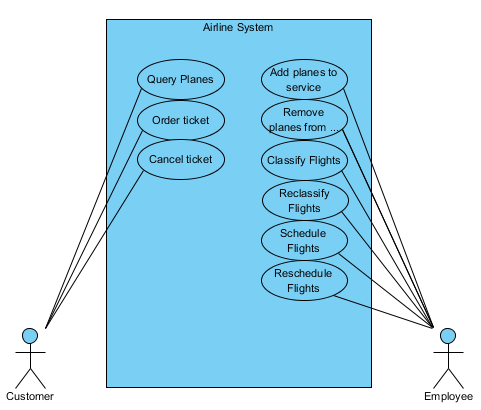 Airline System
Query Planes
Order ticket
Cancel ticket
Add planes to
service
Remove
planes from ...
Classify Flights
Reclassify
Flights
Schedule
Flights
Reschedule
Flights
Customer
Employee